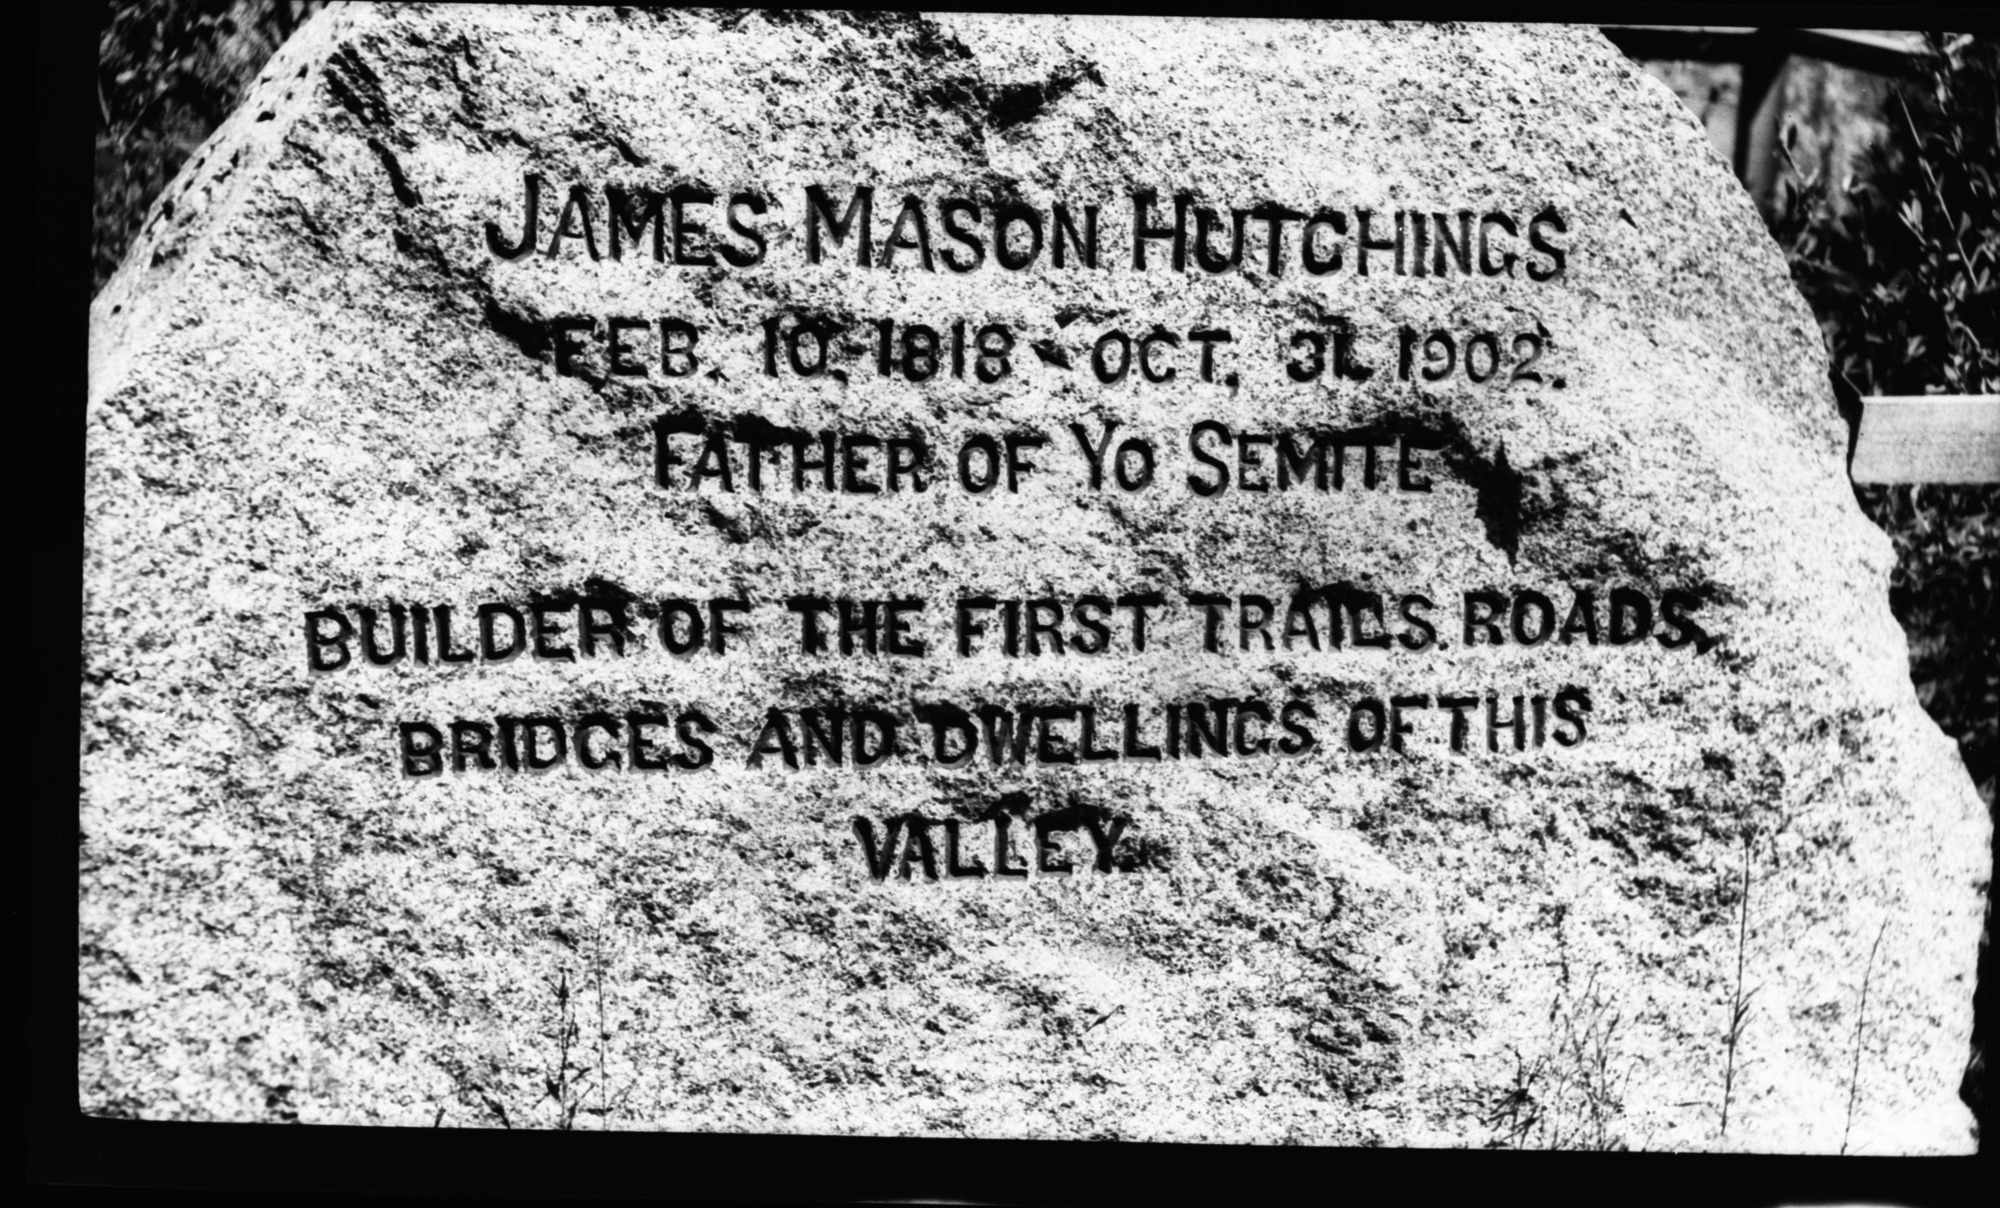 JAMES MASON HUTCHINGS
FEB. 10, 1818 - OCT. 31, 1902.
FATHER OF YO SEMITE
BUILDER OF THE FIRST TRAILS, ROADS,
BRIDGES AND DWELLINGS OF THIS
VALLEY.